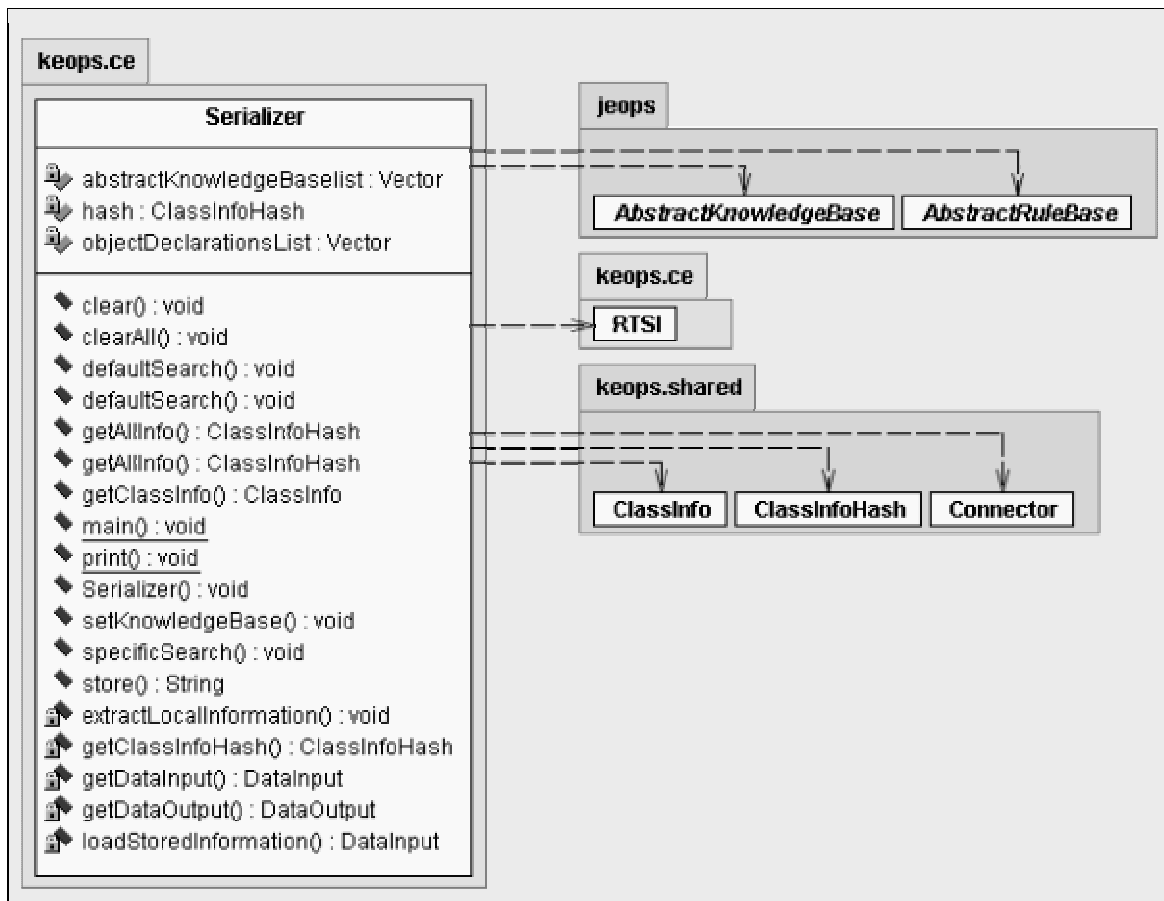 keops.ce
Serializer
abstractKnowledgeBaselist : Vector
hash : ClassInfoHash
objectDeclarationsList : Vector
clear() : void
clearAll() : void
defaultSearch() : void
defaultSearch() : void
getAllInfo() : ClassInfoHash
getAllInfo() : ClassInfoHash
getClassInfo() : ClassInfo
main() : void
print() : void
Serializer() : void
setKnowledgeBase() : void
specificSearch() : void
store() : String
extractLocalInformation() : void
getClassInfoHash() : ClassInfoHash
getDataInput() : DataInput
getDataOutput() : DataOutput
loadStoredInformation() : DataInput
jeops
AbstractKnowledgeBase
AbstractRuleBase
keops.ce
RTSI
keops.shared
ClassInfo
ClassInfoHash
Connector